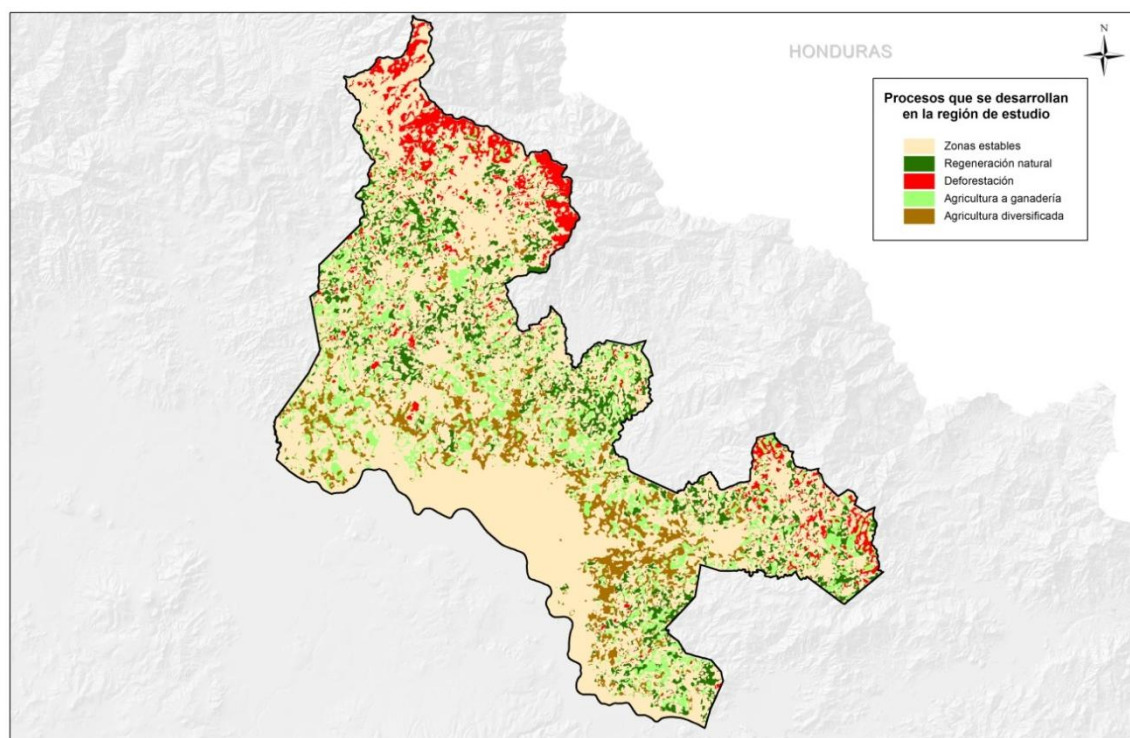 HONDURAS
N
Procesos que se desarrollan
en la región de estudio
Zonas estables
Regeneración natural
Deforestación
Agricultura a ganadería
Agricultura diversificada